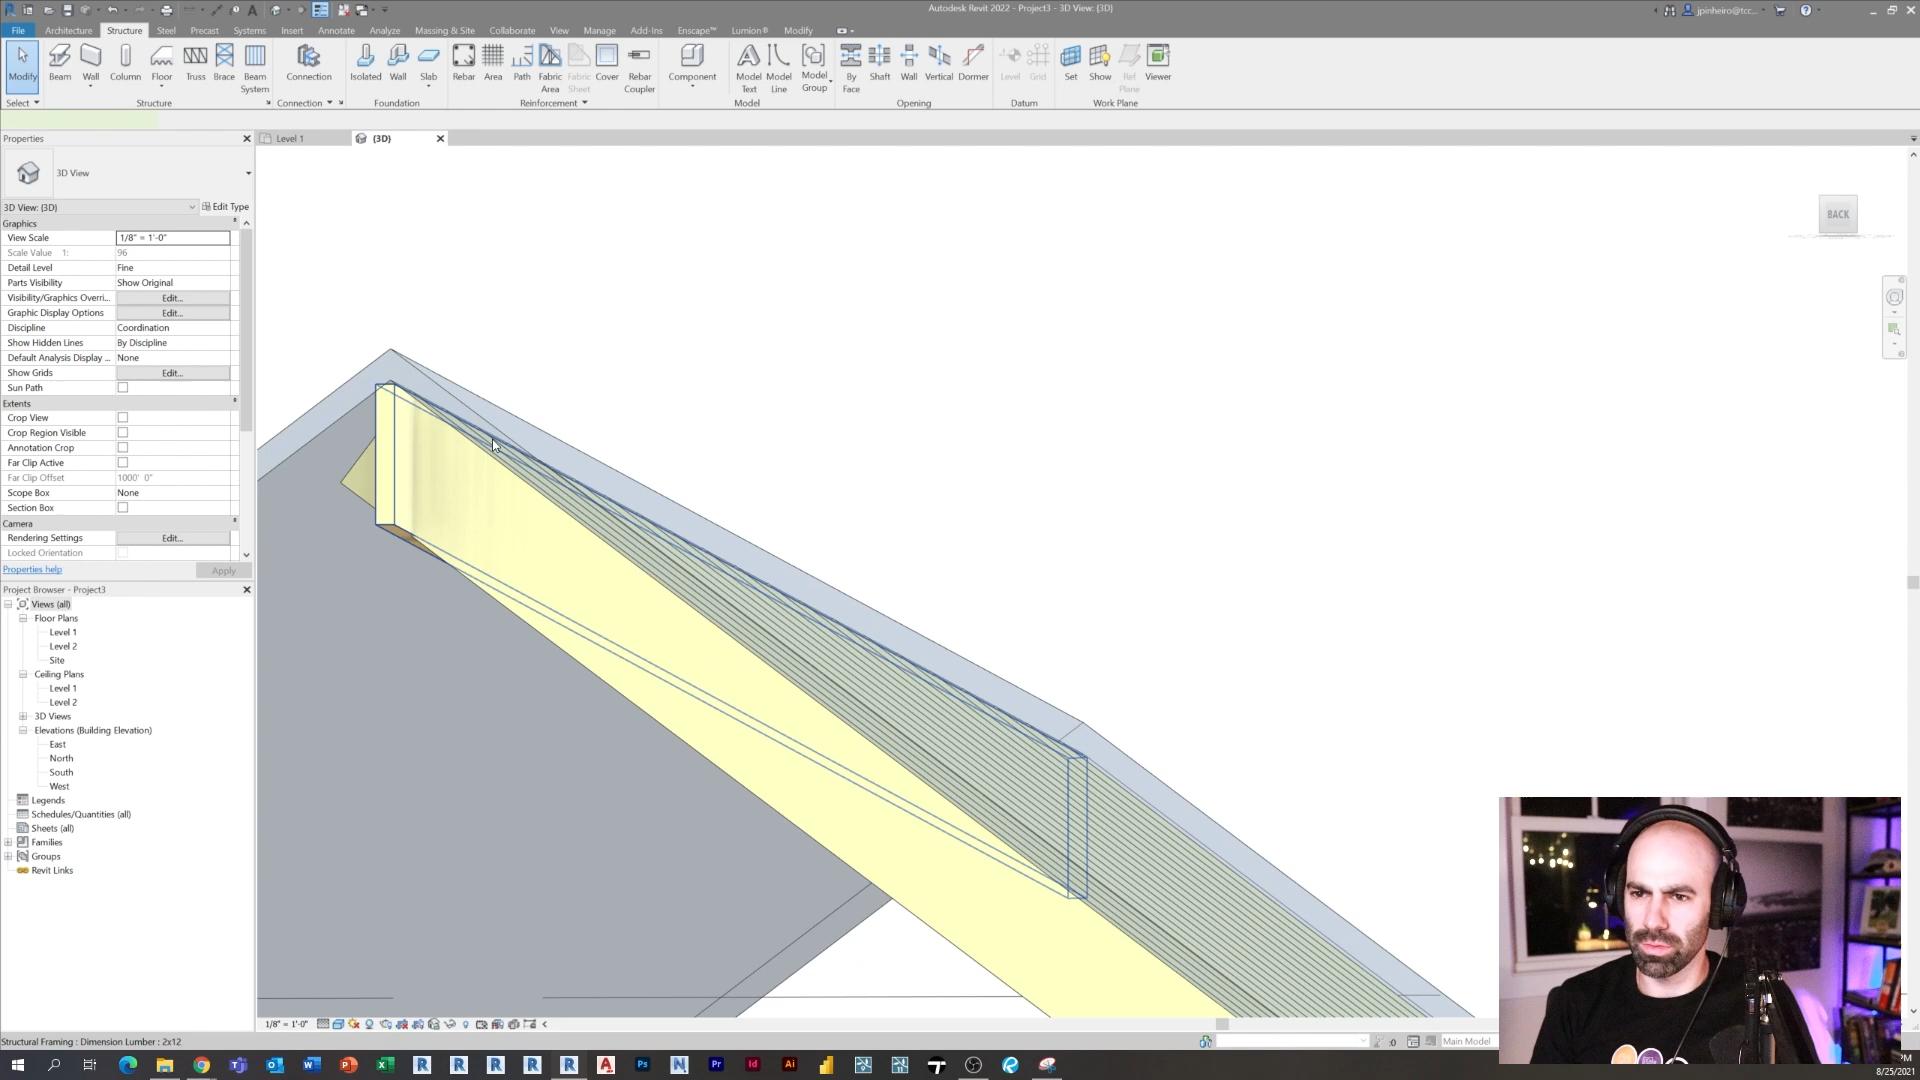 Autodesk Revit 2022 - Project3 - 3D View: {3D}
jpinheiro@tcc...
File Architecture Structure Steel Precast Systems Insert Annotate Analyze Massing & Site Collaborate View Manage Add-Ins Enscape™ Lumion® Modify
Modify Beam Wall Column Floor Truss Brace Beam System Connection Isolated Wall Slab Rebar Area Path Fabric Area Fabric Sheet Cover Rebar Coupler Component Model Text Model Line Model Group By Face Shaft Wall Vertical Dormer Level Grid Set Show Ref Plane Viewer
Select Structure Connection Foundation Reinforcement Model Opening Datum Work Plane
Properties
Level 1
{3D}
3D View
3D View: {3D}
Edit Type
Graphics
View Scale 1/8" = 1'-0"
Scale Value 1: 96
Detail Level Fine
Parts Visibility Show Original
Visibility/Graphics Overri... Edit...
Graphic Display Options Edit...
Discipline Coordination
Show Hidden Lines By Discipline
Default Analysis Display ... None
Show Grids Edit...
Sun Path
Extents
Crop View
Crop Region Visible
Annotation Crop
Far Clip Active
Far Clip Offset 1000' 0"
Scope Box None
Section Box
Camera
Rendering Settings Edit...
Locked Orientation
Properties help
Apply
Project Browser - Project3
Views (all)
Floor Plans
Level 1
Level 2
Site
Ceiling Plans
Level 1
Level 2
3D Views
Elevations (Building Elevation)
East
North
South
West
Legends
Schedules/Quantities (all)
Sheets (all)
Families
Groups
Revit Links
BACK
1/8" = 1'-0"
Structural Framing : Dimension Lumber : 2x12
:0
Main Model
PM
8/25/2021